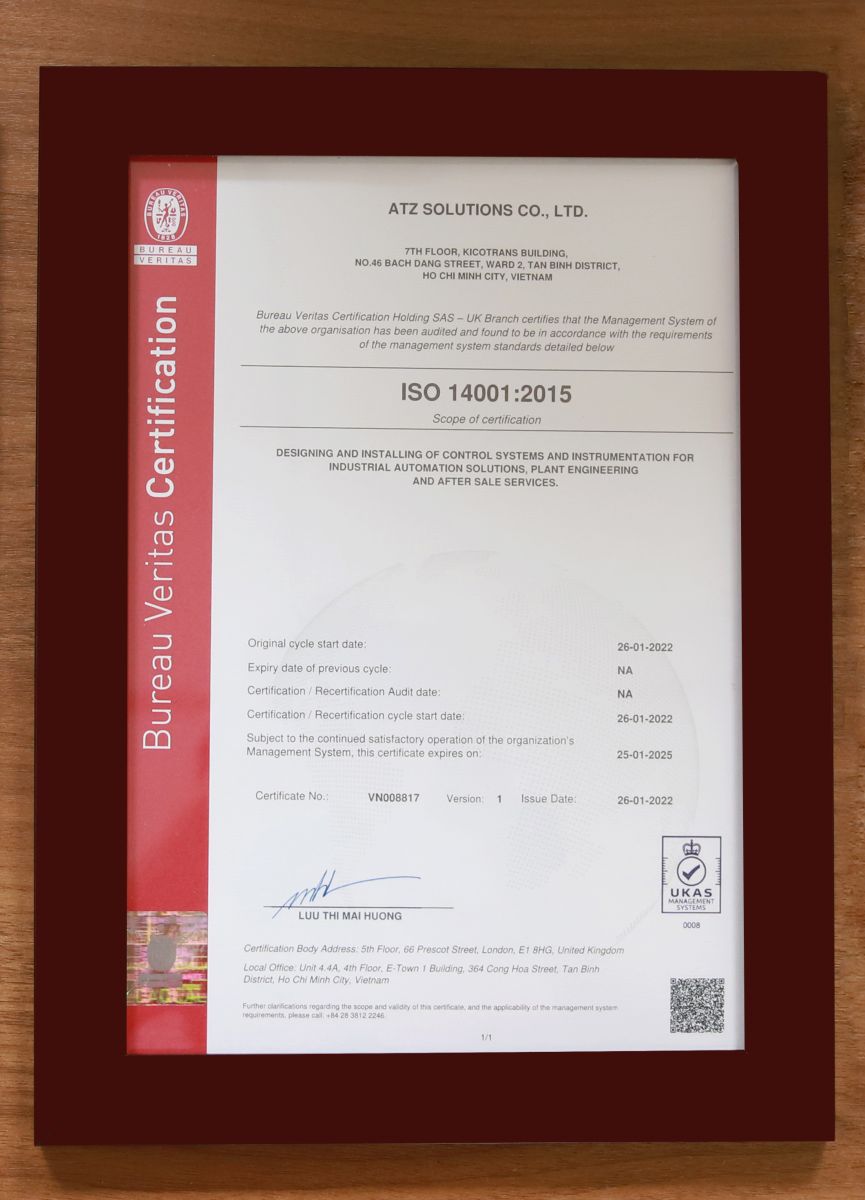 BUREAU VERITAS
1828
BUREAU
VERITAS
Bureau Veritas Certification
ATZ SOLUTIONS CO., LTD.
7TH FLOOR, KICOTRANS BUILDING,
NO.46 BACH DANG STREET, WARD 2, TAN BINH DISTRICT,
HO CHI MINH CITY, VIETNAM
Bureau Veritas Certification Holding SAS – UK Branch certifies that the Management System of
the above organisation has been audited and found to be in accordance with the requirements
of the management system standards detailed below
ISO 14001:2015
Scope of certification
DESIGNING AND INSTALLING OF CONTROL SYSTEMS AND INSTRUMENTATION FOR
INDUSTRIAL AUTOMATION SOLUTIONS, PLANT ENGINEERING
AND AFTER SALE SERVICES.
Original cycle start date: 26-01-2022
Expiry date of previous cycle: NA
Certification / Recertification Audit date: NA
Certification / Recertification cycle start date: 26-01-2022
Subject to the continued satisfactory operation of the organization's
Management System, this certificate expires on: 25-01-2025
Certificate No.: VN008817 Version: 1 Issue Date: 26-01-2022
LUU THI MAI HUONG
UKAS
MANAGEMENT
SYSTEMS
0008
Certification Body Address: 5th Floor, 66 Prescot Street, London, E1 8HG, United Kingdom
Local Office: Unit 4.4A, 4th Floor, E-Town 1 Building, 364 Cong Hoa Street, Tan Binh
District, Ho Chi Minh City, Vietnam
Further clarifications regarding the scope and validity of this certificate, and the applicability of the management system
requirements, please call: +84 28 3812 2246.
1/1